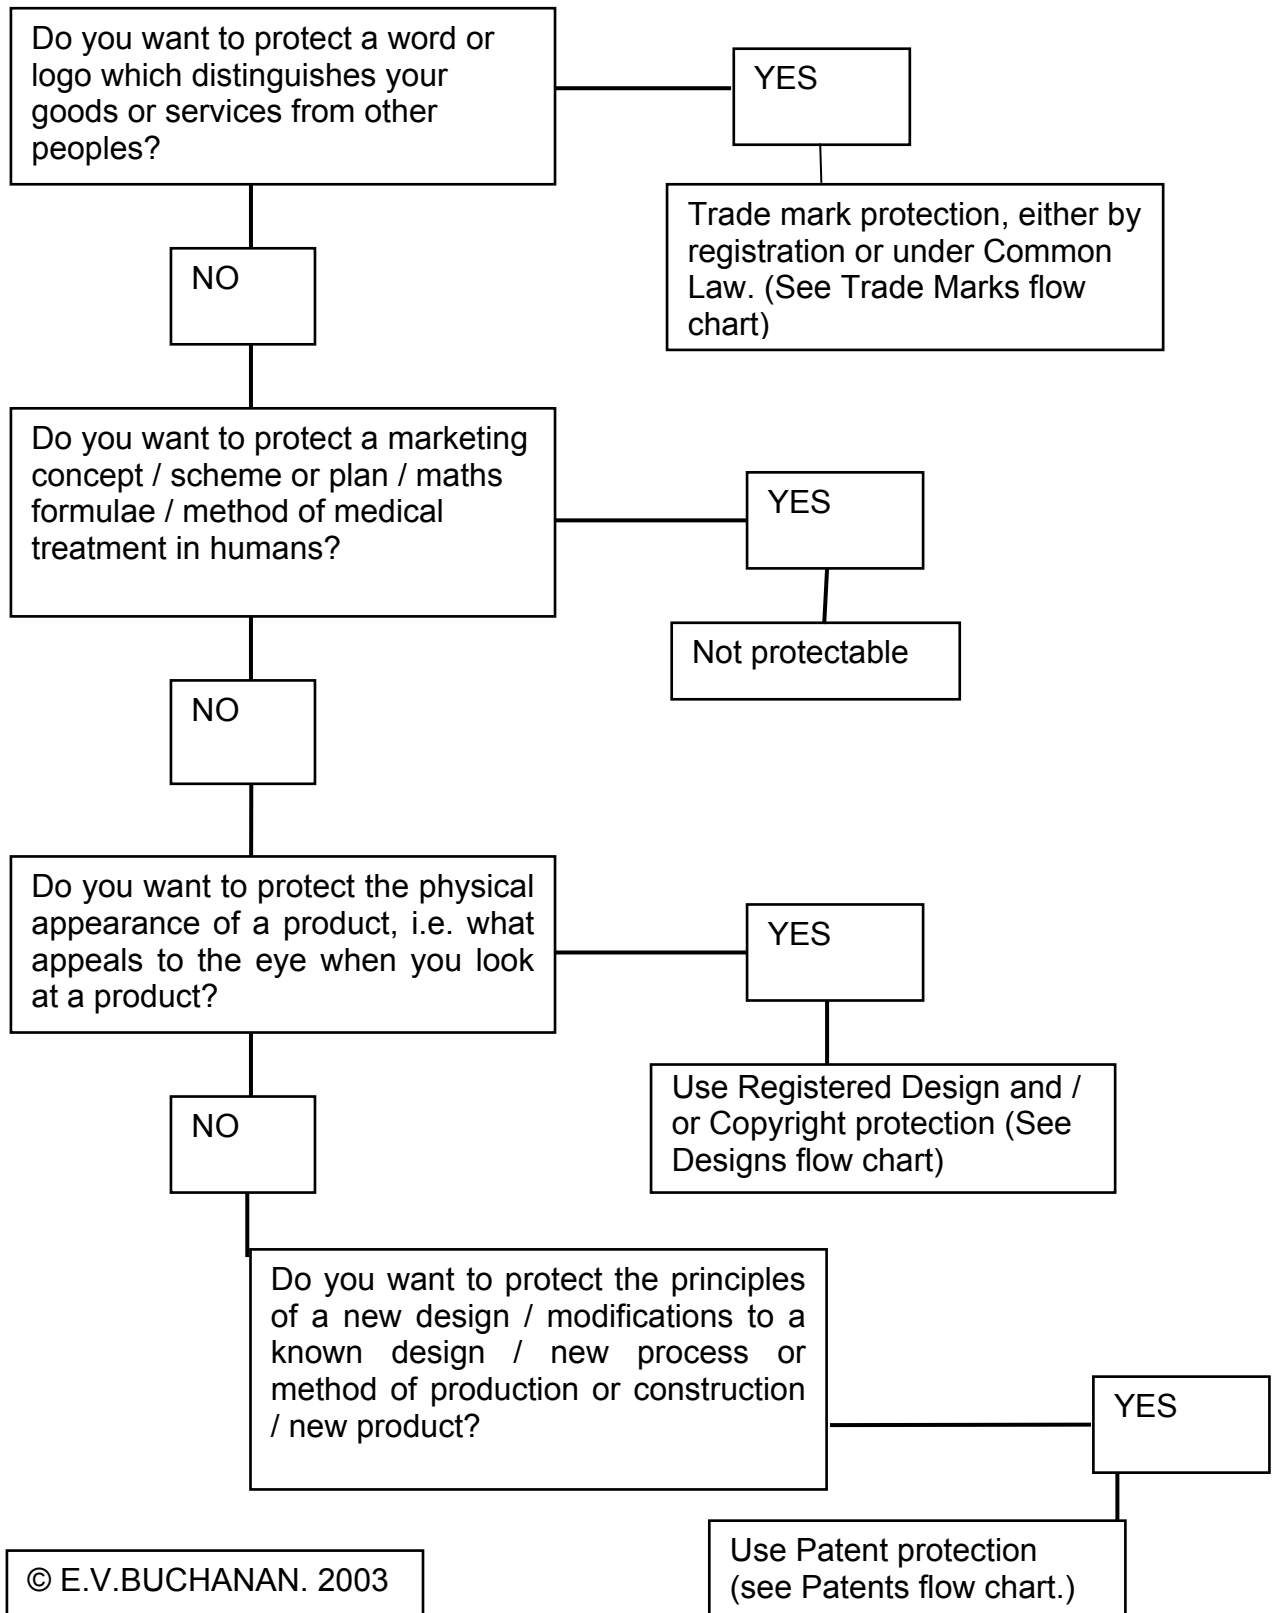 Do you want to protect a word or
logo which distinguishes your
goods or services from other
peoples?
YES
Trade mark protection, either by
registration or under Common
Law. (See Trade Marks flow
chart)
NO
Do you want to protect a marketing
concept / scheme or plan / maths
formulae / method of medical
treatment in humans?
YES
Not protectable
NO
Do you want to protect the physical
appearance of a product, i.e. what
appeals to the eye when you look
at a product?
YES
Use Registered Design and /
or Copyright protection (See
Designs flow chart)
NO
Do you want to protect the principles
of a new design / modifications to a
known design / new process or
method of production or construction
/ new product?
YES
Use Patent protection
(see Patents flow chart.)
© E.V.BUCHANAN. 2003